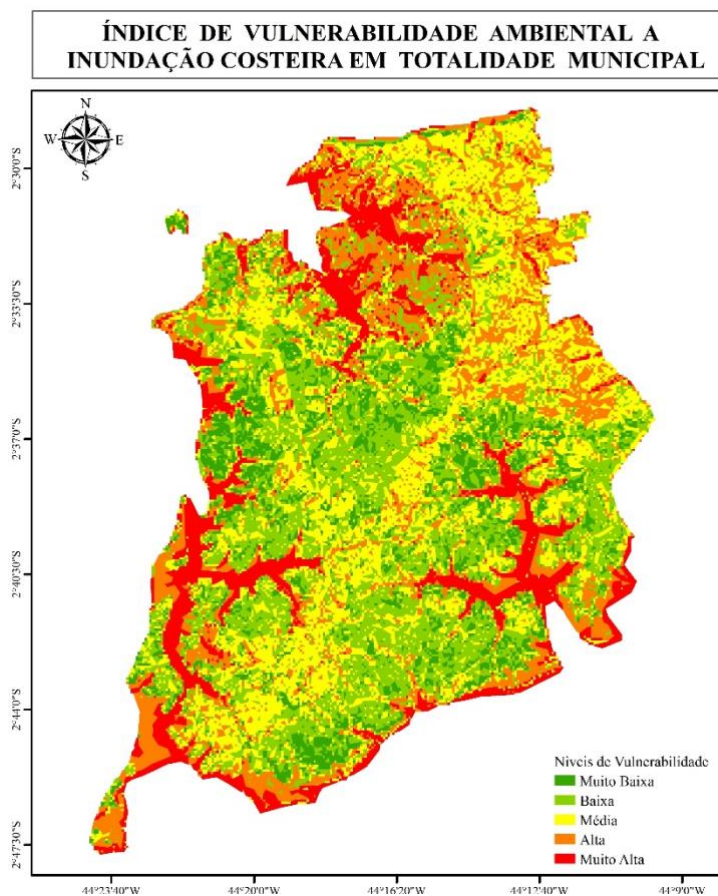 ÍNDICE DE VULNERABILIDADE AMBIENTAL A
INUNDAÇÃO COSTEIRA EM TOTALIDADE MUNICIPAL
N
W E
S
2°30'0"S
2°33'30"S
2°37'0"S
2°40'30"S
2°44'0"S
2°47'30"S
Níveis de Vulnerabilidade
Muito Baixa
Baixa
Média
Alta
Muito Alta
44°23'40"W 44°20'0"W 44°16'20"W 44°12'40"W 44°9'0"W